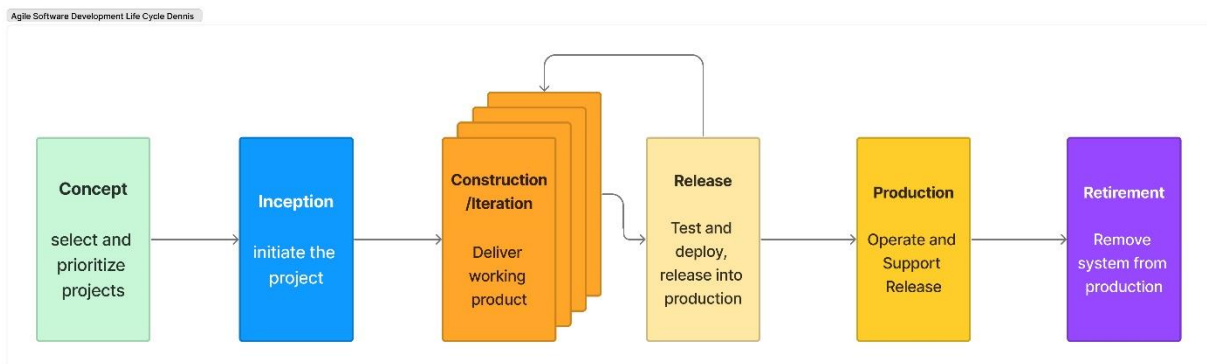 Agile Software Development Life Cycle Dennis
Concept
select and
prioritize
projects
Inception
initiate the
project
Construction
/Iteration
Deliver
working
product
Release
Test and
deploy,
release into
production
Production
Operate and
Support
Release
Retirement
Remove
system from
production